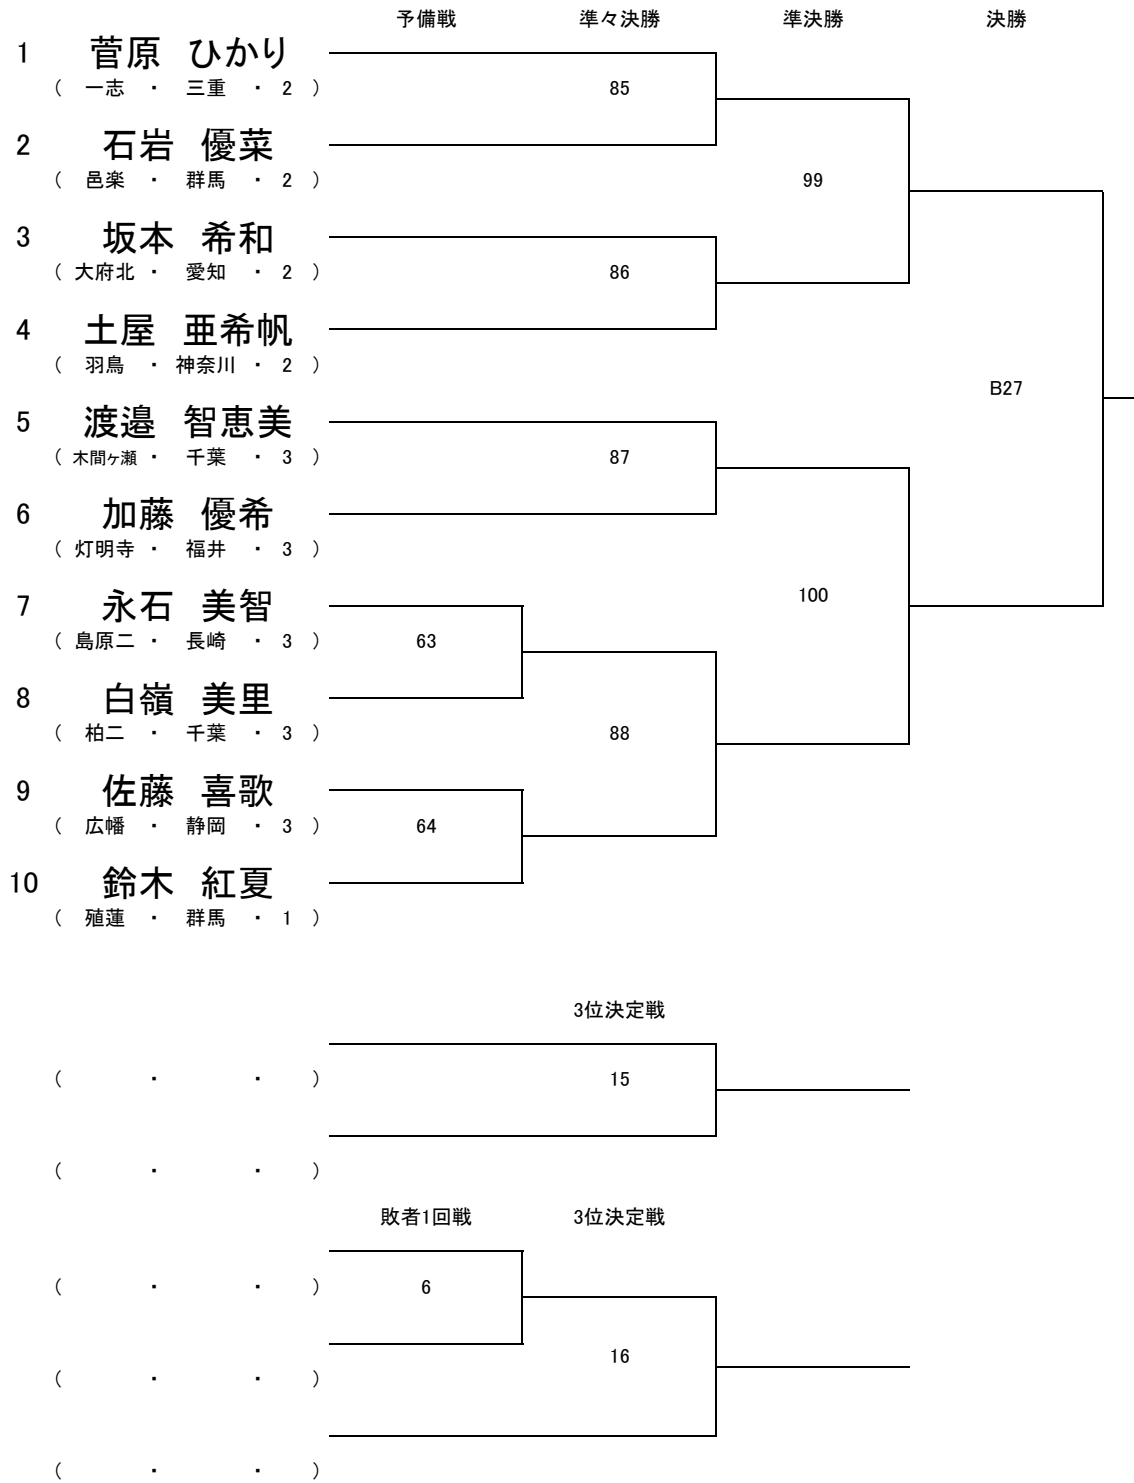 予備戦 準々決勝 準決勝 決勝
1 菅原 ひかり
( 一志 ・ 三重 ・ 2 )
85
2 石岩 優菜
( 邑楽 ・ 群馬 ・ 2 )
99
3 坂本 希和
( 大府北 ・ 愛知 ・ 2 )
86
4 土屋 亜希帆
( 羽鳥 ・ 神奈川 ・ 2 )
B27
5 渡邉 智恵美
( 木間ヶ瀬 ・ 千葉 ・ 3 )
87
6 加藤 優希
( 灯明寺 ・ 福井 ・ 3 )
100
7 永石 美智
( 島原二 ・ 長崎 ・ 3 )
63
8 白嶺 美里
( 柏二 ・ 千葉 ・ 3 )
88
9 佐藤 喜歌
( 広幡 ・ 静岡 ・ 3 )
64
10 鈴木 紅夏
( 殖蓮 ・ 群馬 ・ 1 )
3位決定戦
( ・ ・ )
15
( ・ ・ )
敗者1回戦 3位決定戦
( ・ ・ )
6
16
( ・ ・ )
( ・ ・ )